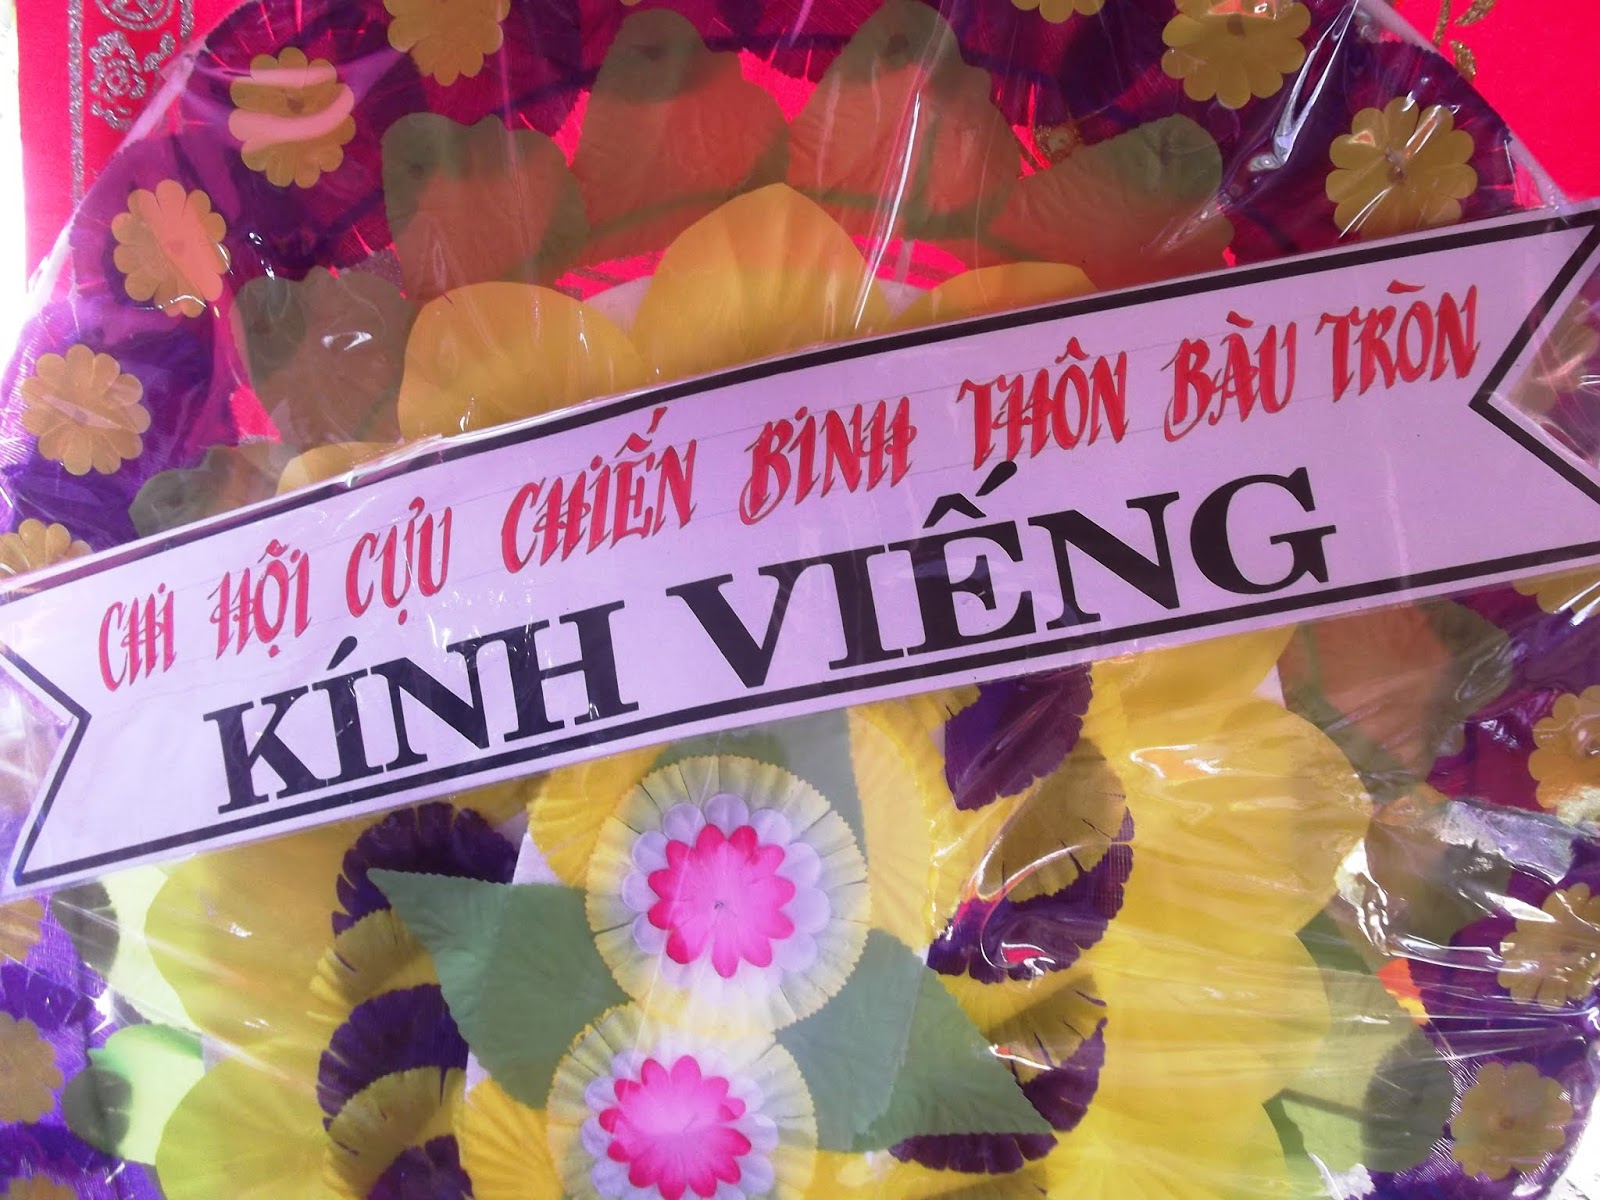 CHI HỘI CỰU CHIẾN BINH THÔN BÀU TRÒN
KÍNH VIẾNG